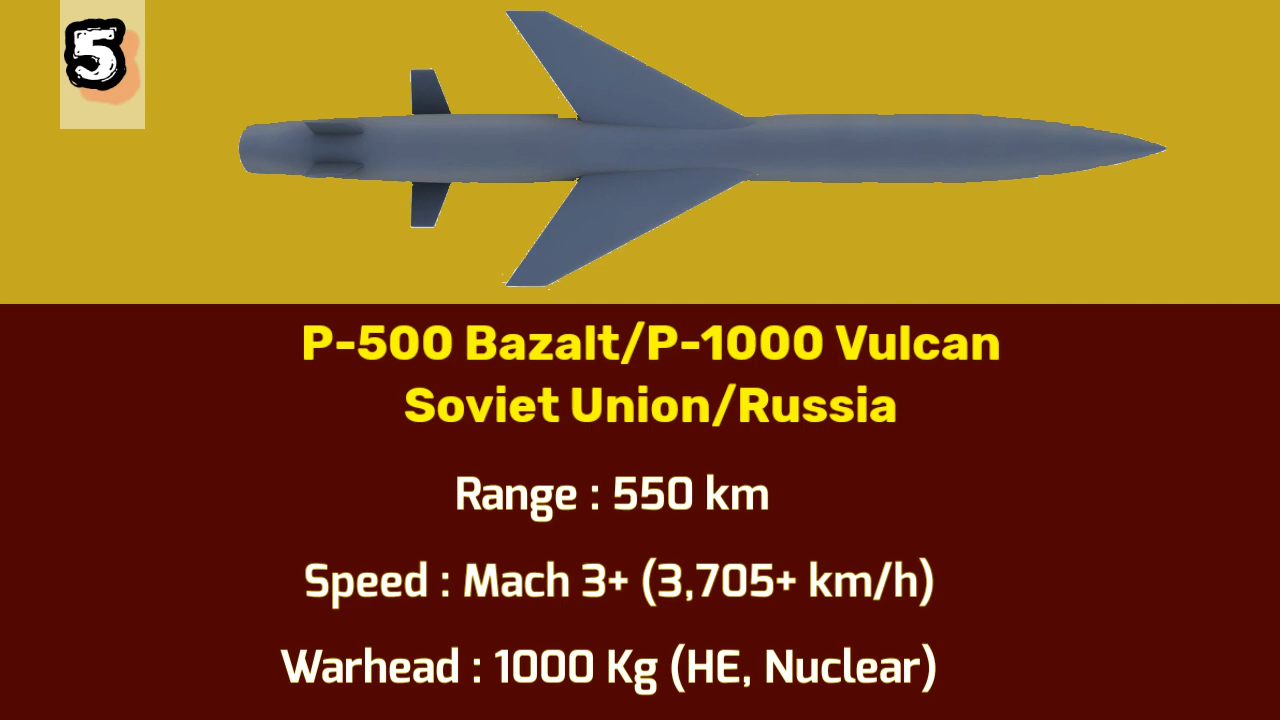 5
P-500 Bazalt/P-1000 Vulcan
Soviet Union/Russia
Range : 550 km
Speed : Mach 3+ (3,705+ km/h)
Warhead : 1000 Kg (HE, Nuclear)